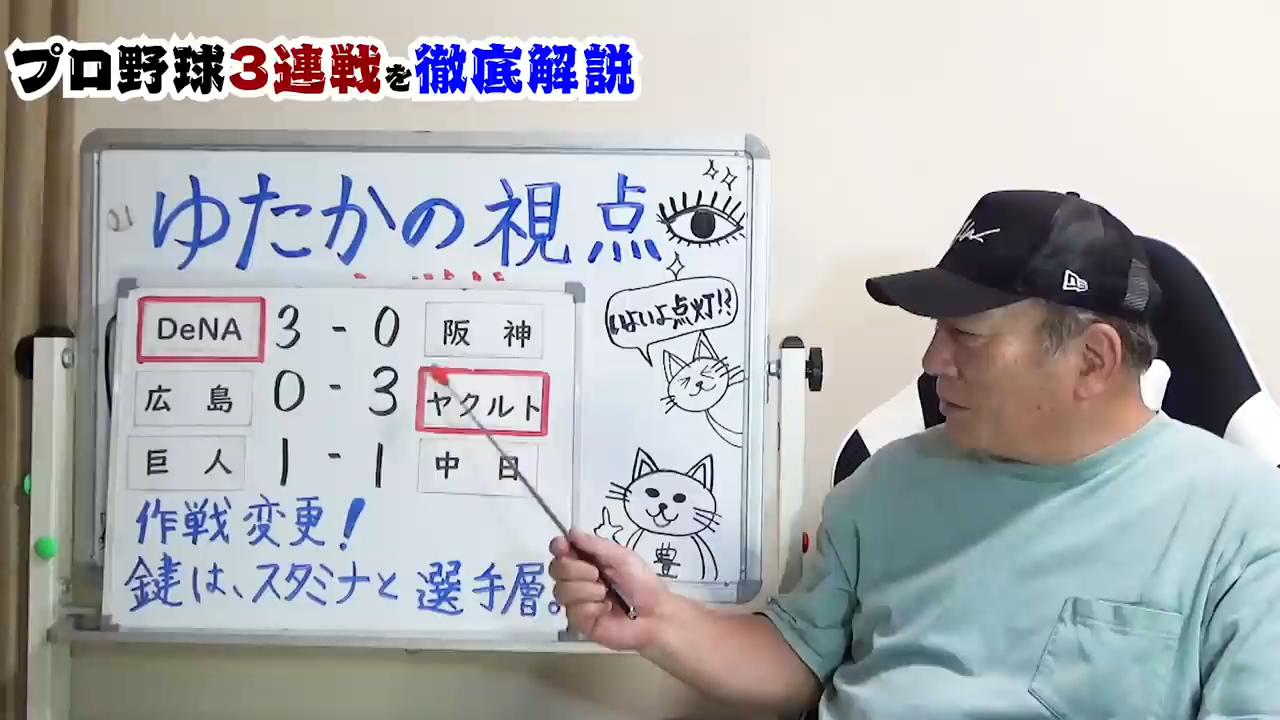 プロ野球3連戦を徹底解説
ゆたかの視点
いよいよ点灯!?
DeNA 3 - 0 阪神
広島 0 - 3 ヤクルト
巨人 1 - 1 中日
作戦変更!
鍵は、スタミナと選手層。
豊